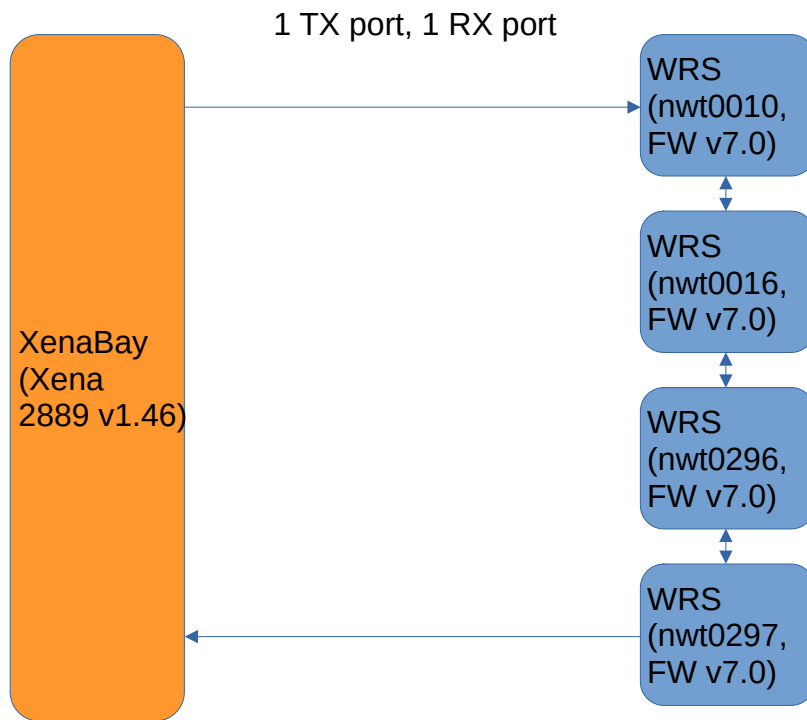 1 TX port, 1 RX port
XenaBay
(Xena
2889 v1.46)
WRS
(nwt0010,
FW v7.0)
WRS
(nwt0016,
FW v7.0)
WRS
(nwt0296,
FW v7.0)
WRS
(nwt0297,
FW v7.0)